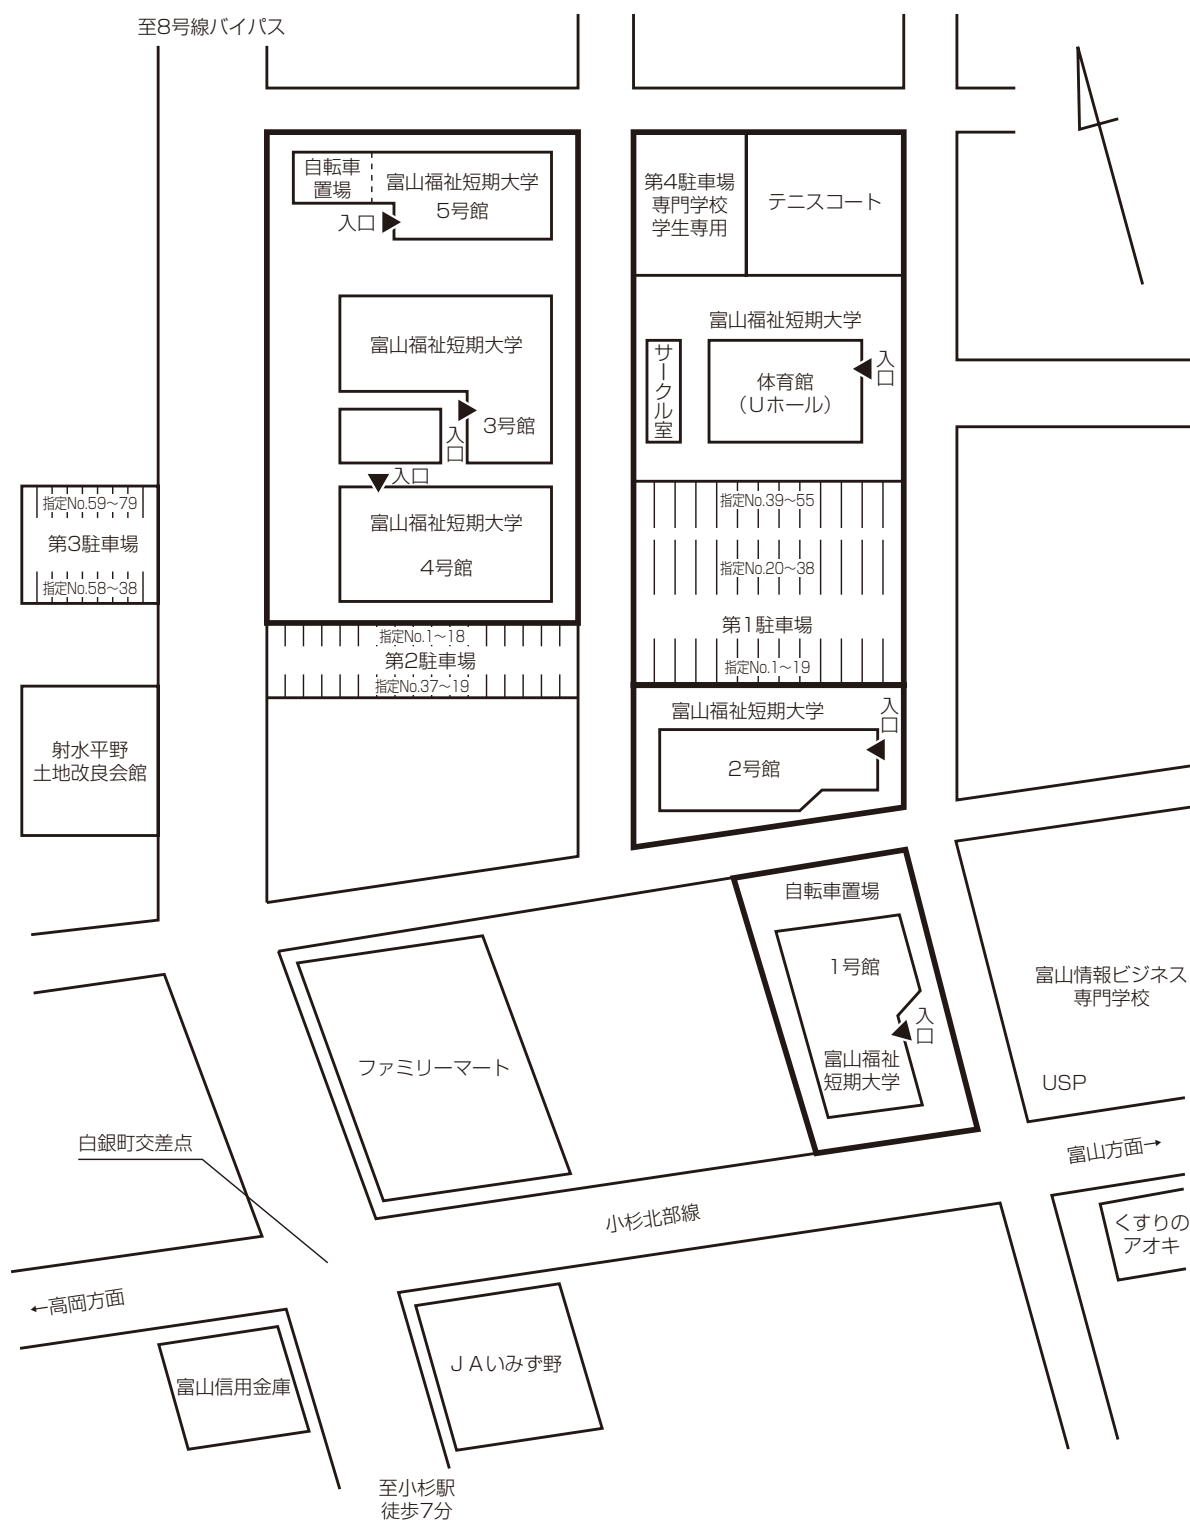 至8号線バイパス
自転車
置場
富山福祉短期大学
5号館
入口
第4駐車場
専門学校
学生専用
テニスコート
富山福祉短期大学
3号館
入口
富山福祉短期大学
サークル室
体育館
（Uホール）
入口
入口
富山福祉短期大学
4号館
指定No.59～79
第3駐車場
指定No.58～38
指定No.39～55
指定No.20～38
第1駐車場
指定No.1～19
指定No.1～18
第2駐車場
指定No.37～19
射水平野
土地改良会館
富山福祉短期大学
2号館
入口
自転車置場
1号館
入口
富山福祉
短期大学
富山情報ビジネス
専門学校
USP
ファミリーマート
白銀町交差点
富山方面→
小杉北部線
くすりの
アオキ
←高岡方面
富山信用金庫
JAいみず野
至小杉駅
徒歩7分